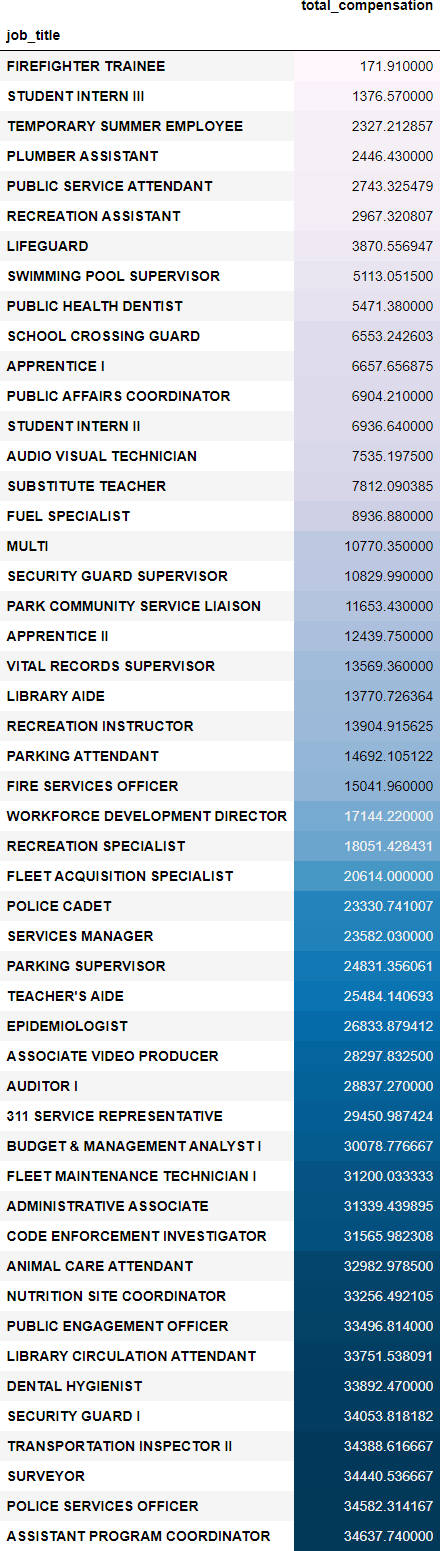 total_compensation
job_title
FIREFIGHTER TRAINEE 171.910000
STUDENT INTERN III 1376.570000
TEMPORARY SUMMER EMPLOYEE 2327.212857
PLUMBER ASSISTANT 2446.430000
PUBLIC SERVICE ATTENDANT 2743.325479
RECREATION ASSISTANT 2967.320807
LIFEGUARD 3870.556947
SWIMMING POOL SUPERVISOR 5113.051500
PUBLIC HEALTH DENTIST 5471.380000
SCHOOL CROSSING GUARD 6553.242603
APPRENTICE I 6657.656875
PUBLIC AFFAIRS COORDINATOR 6904.210000
STUDENT INTERN II 6936.640000
AUDIO VISUAL TECHNICIAN 7535.197500
SUBSTITUTE TEACHER 7812.090385
FUEL SPECIALIST 8936.880000
MULTI 10770.350000
SECURITY GUARD SUPERVISOR 10829.990000
PARK COMMUNITY SERVICE LIAISON 11653.430000
APPRENTICE II 12439.750000
VITAL RECORDS SUPERVISOR 13569.360000
LIBRARY AIDE 13770.726364
RECREATION INSTRUCTOR 13904.915625
PARKING ATTENDANT 14692.105122
FIRE SERVICES OFFICER 15041.960000
WORKFORCE DEVELOPMENT DIRECTOR 17144.220000
RECREATION SPECIALIST 18051.428431
FLEET ACQUISITION SPECIALIST 20614.000000
POLICE CADET 23330.741007
SERVICES MANAGER 23582.030000
PARKING SUPERVISOR 24831.356061
TEACHER'S AIDE 25484.140693
EPIDEMIOLOGIST 26833.879412
ASSOCIATE VIDEO PRODUCER 28297.832500
AUDITOR I 28837.270000
311 SERVICE REPRESENTATIVE 29450.987424
BUDGET & MANAGEMENT ANALYST I 30078.776667
FLEET MAINTENANCE TECHNICIAN I 31200.033333
ADMINISTRATIVE ASSOCIATE 31339.439895
CODE ENFORCEMENT INVESTIGATOR 31565.982308
ANIMAL CARE ATTENDANT 32982.978500
NUTRITION SITE COORDINATOR 33256.492105
PUBLIC ENGAGEMENT OFFICER 33496.814000
LIBRARY CIRCULATION ATTENDANT 33751.538091
DENTAL HYGIENIST 33892.470000
SECURITY GUARD I 34053.818182
TRANSPORTATION INSPECTOR II 34388.616667
SURVEYOR 34440.536667
POLICE SERVICES OFFICER 34582.314167
ASSISTANT PROGRAM COORDINATOR 34637.740000